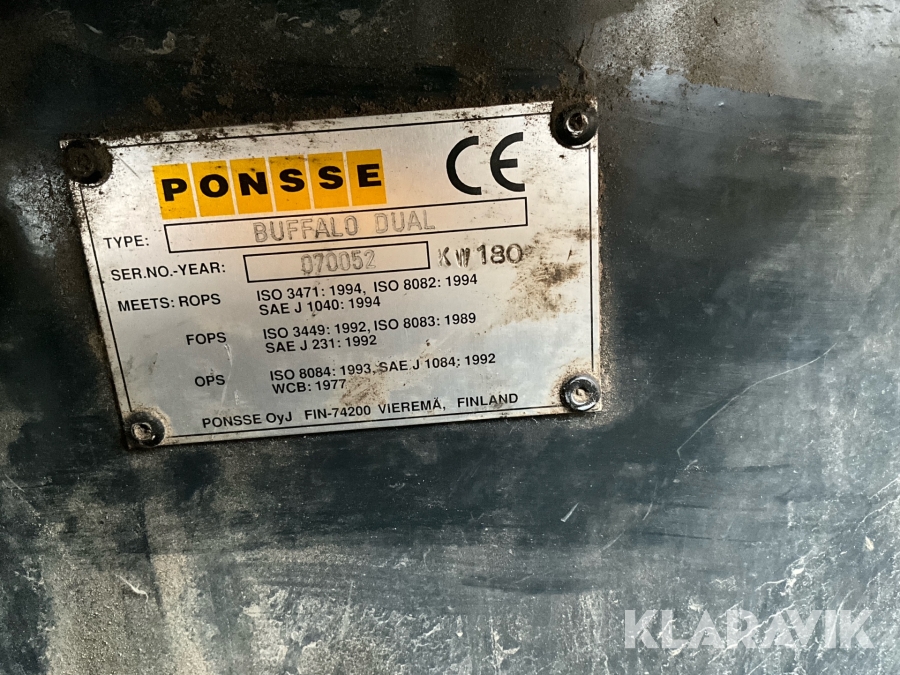 PONSSE CE
TYPE: BUFFALO DUAL
SER.NO.-YEAR: 070052 KW 180
MEETS: ROPS ISO 3471: 1994, ISO 8082: 1994
SAE J 1040: 1994
FOPS ISO 3449: 1992, ISO 8083: 1989
SAE J 231: 1992
OPS ISO 8084: 1993, SAE J 1084: 1992
WCB: 1977
PONSSE OyJ FIN-74200 VIEREMÄ, FINLAND
KLARAVIK